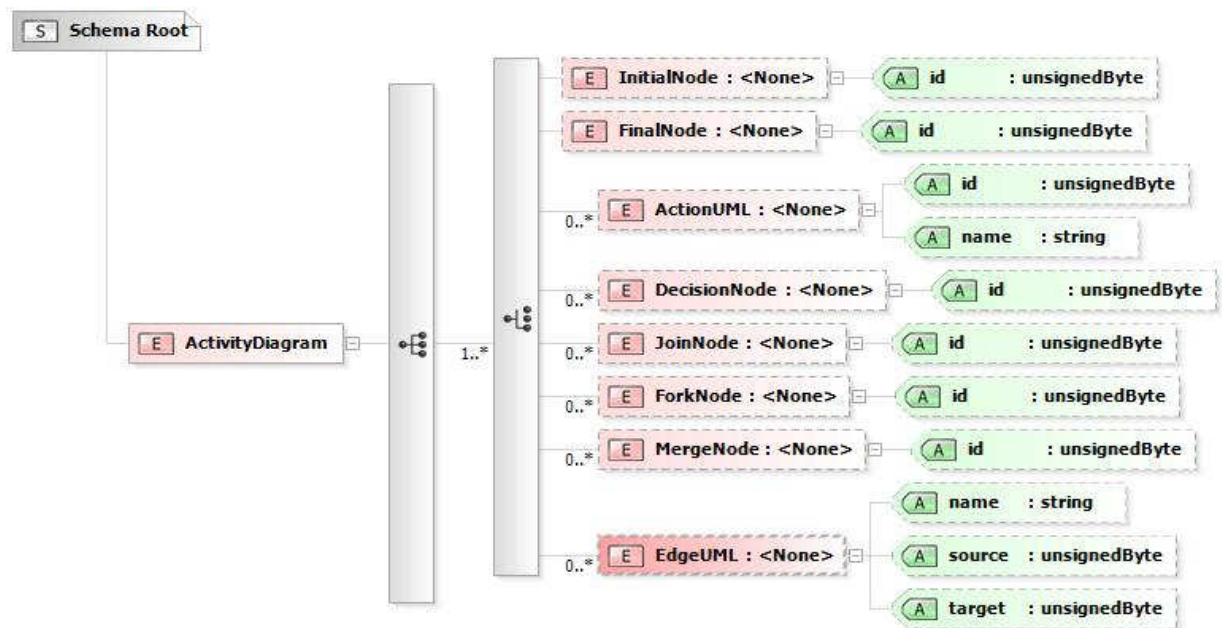 S Schema Root
E InitialNode : <None> A id : unsignedByte
E FinalNode : <None> A id : unsignedByte
A id : unsignedByte
0..* E ActionUML : <None>
A name : string
0..* E DecisionNode : <None> A id : unsignedByte
E ActivityDiagram 1..* 0..* E JoinNode : <None> A id : unsignedByte
0..* E ForkNode : <None> A id : unsignedByte
0..* E MergeNode : <None> A id : unsignedByte
A name : string
0..* E EdgeUML : <None> A source : unsignedByte
A target : unsignedByte